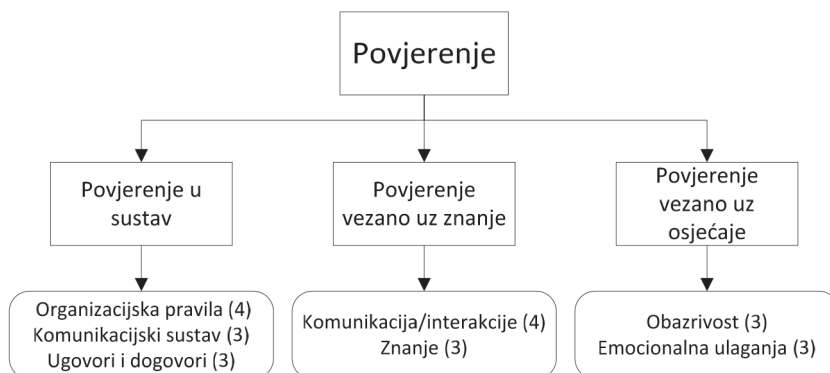 Povjerenje
Povjerenje u
sustav
Povjerenje
vezano uz znanje
Povjerenje
vezano uz
osjećaje
Organizacijska pravila (4)
Komunikacijski sustav (3)
Ugovori i dogovori (3)
Komunikacija/interakcije (4)
Znanje (3)
Obazrivost (3)
Emocionalna ulaganja (3)